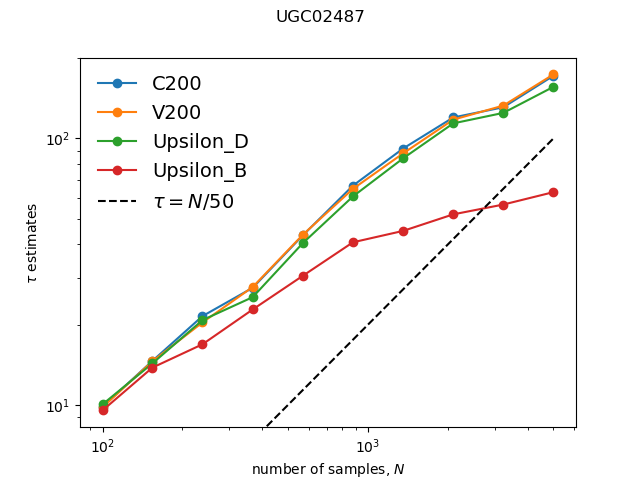 UGC02487
C200
V200
Upsilon_D
Upsilon_B
τ = N/50
10²
10¹
τ estimates
10² 10³
number of samples, N